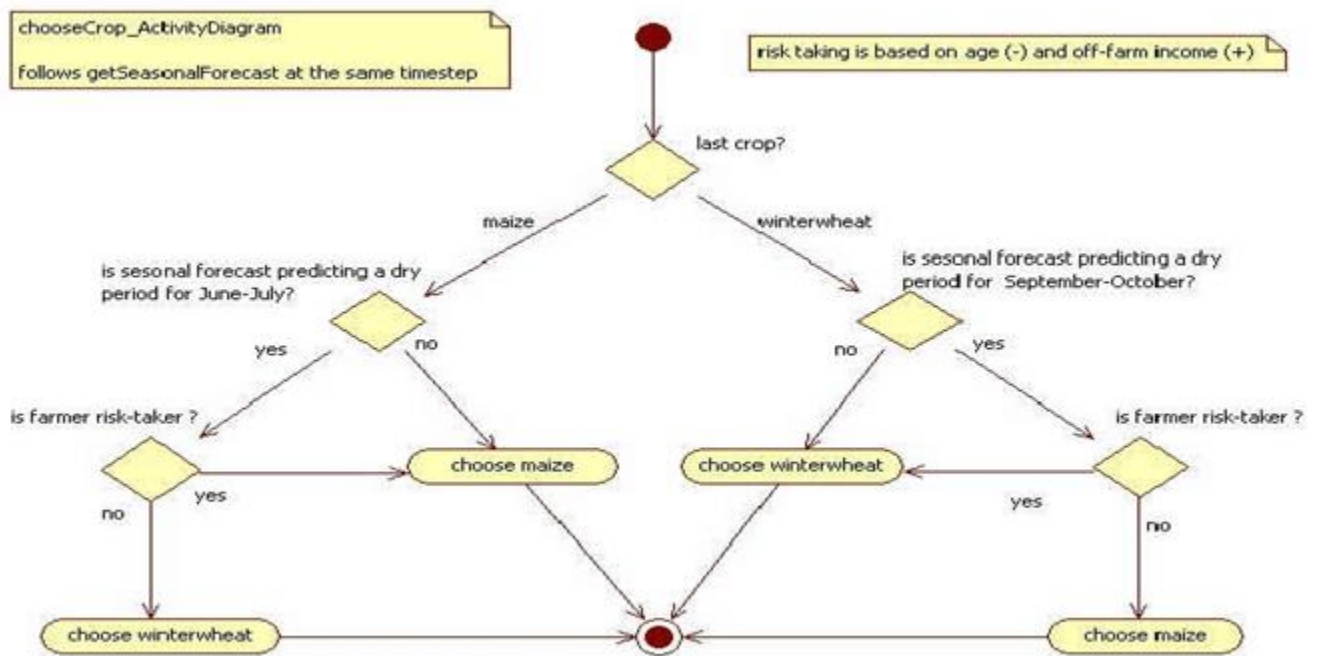 chooseCrop_ActivityDiagram
follows getSeasonalForecast at the same timestep
risk taking is based on age (-) and off-farm income (+)
last crop?
maize
winterwheat
is sesonal forecast predicting a dry
period for June-July?
is sesonal forecast predicting a dry
period for September-October?
yes
no
no
yes
is farmer risk-taker ?
is farmer risk-taker ?
choose maize
choose winterwheat
yes
no
yes
no
choose winterwheat
choose maize